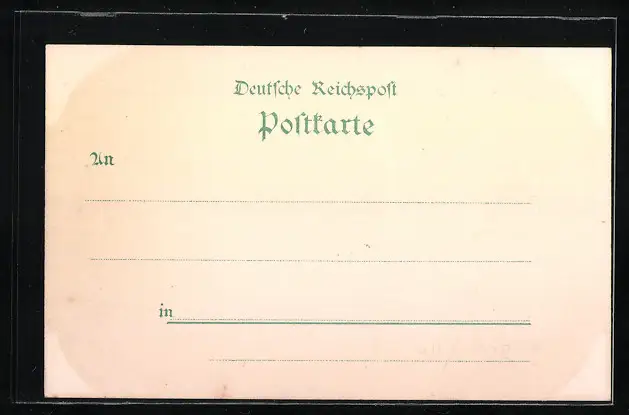 Deutſche Reichspoſt
Poſtkarte
An
in